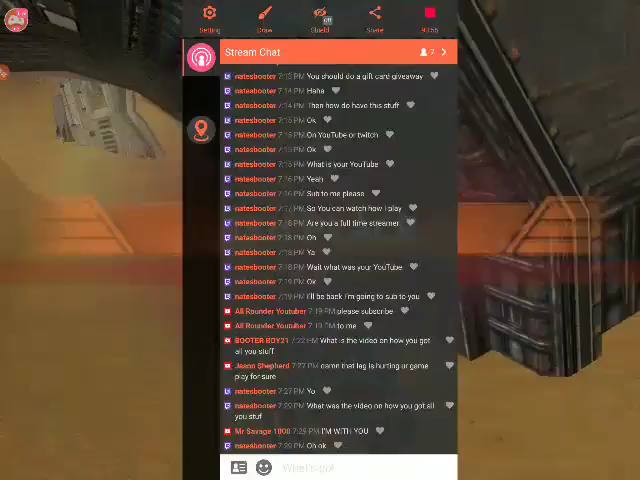 Setting Draw Shield Share
Off
Stream Chat 7
natesbooter 7:13 PM You should do a gift card giveaway
natesbooter 7:14 PM Haha
natesbooter 7:14 PM Then how do have this stuff
natesbooter 7:15 PM Ok
natesbooter 7:15 PM On YouTube or twitch
natesbooter 7:15 PM Ok
natesbooter 7:15 PM What is your YouTube
natesbooter 7:16 PM Yeah
natesbooter 7:16 PM Sub to me please
natesbooter 7:17 PM So You can watch how I play
natesbooter 7:18 PM Are you a full time streamer
natesbooter 7:18 PM Oh
natesbooter 7:18 PM Ya
natesbooter 7:18 PM Wait what was your YouTube
natesbooter 7:19 PM Ok
natesbooter 7:19 PM I'll be back I'm going to sub to you
All Rounder Youtuber 7:19 PM please subscribe
All Rounder Youtuber 7:19 PM to me
BOOTER BOY21 7:22 PM What is the video on how you got
all you stuff
Jason Shepherd 7:27 PM damn that lag is hurting ur game
play for sure
natesbooter 7:27 PM Yo
natesbooter 7:29 PM What was the video on how you got all
you stuf
Mr Savage 1000 7:29 PM I'M WITH YOU
natesbooter 7:29 PM Oh ok
What's up!